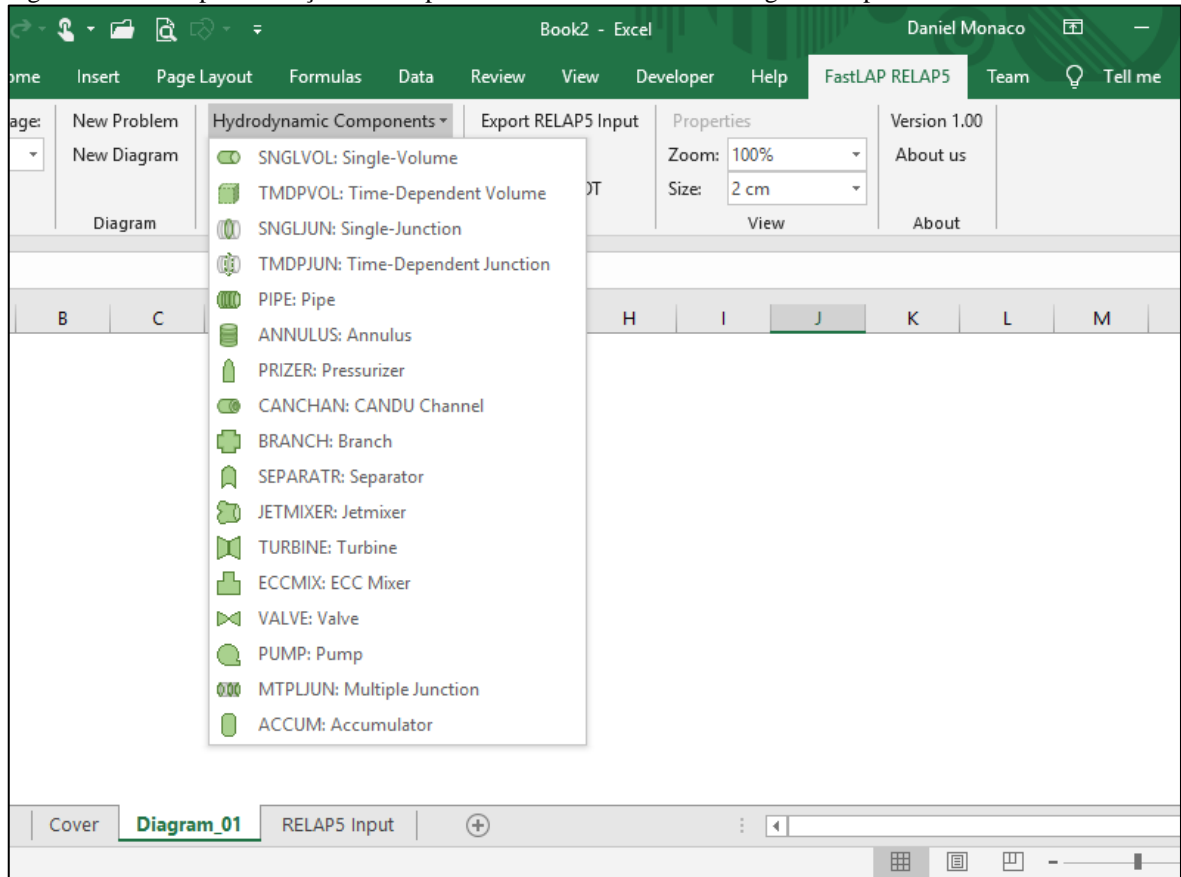 Book2 - Excel Daniel Monaco
Insert Page Layout Formulas Data Review View Developer Help FastLAP RELAP5 Team Tell me
New Problem Hydrodynamic Components Export RELAP5 Input Properties Version 1.00
New Diagram Zoom: 100% About us
Size: 2 cm
Diagram View About
SNGLVOL: Single-Volume
TMDPVOL: Time-Dependent Volume
SNGLJUN: Single-Junction
TMDPJUN: Time-Dependent Junction
PIPE: Pipe
ANNULUS: Annulus
PRIZER: Pressurizer
CANCHAN: CANDU Channel
BRANCH: Branch
SEPARATR: Separator
JETMIXER: Jetmixer
TURBINE: Turbine
ECCMIX: ECC Mixer
VALVE: Valve
PUMP: Pump
MTPLJUN: Multiple Junction
ACCUM: Accumulator
B C H I J K L M
Cover Diagram_01 RELAP5 Input